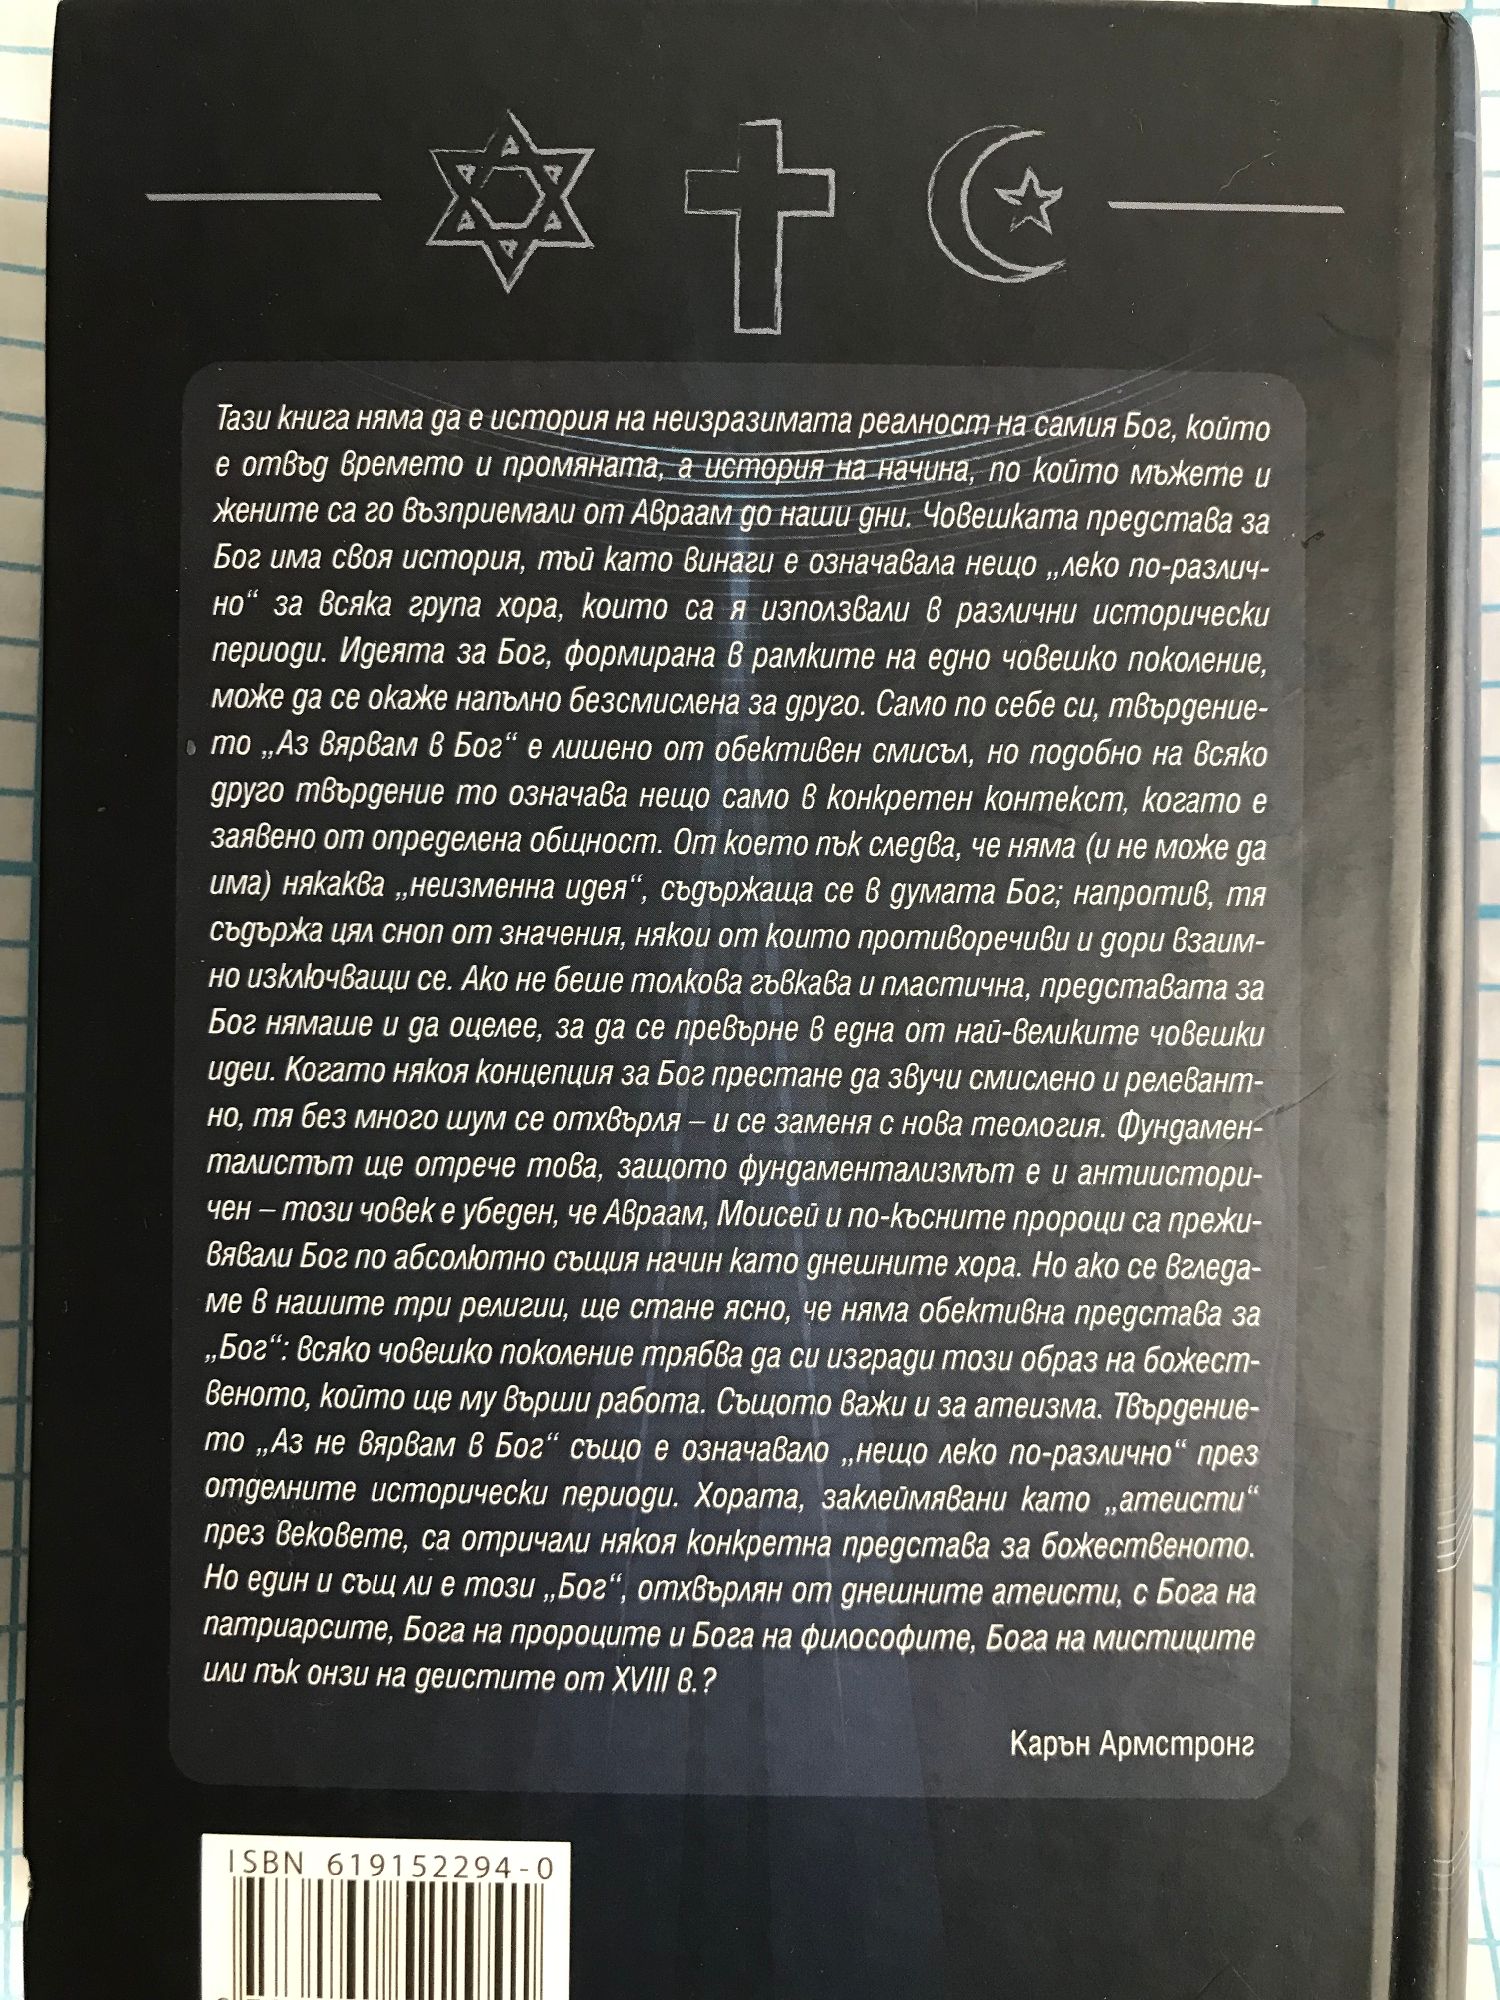 Тази книга няма да е история на неизразимата реалност на самия Бог, който
е отвъд времето и промяната, а история на начина, по който мъжете и
жените са го възприемали от Авраам до наши дни. Човешката представа за
Бог има своя история, тъй като винаги е означавала нещо „леко по-различ-
но“ за всяка група хора, които са я използвали в различни исторически
периоди. Идеята за Бог, формирана в рамките на едно човешко поколение,
може да се окаже напълно безсмислена за друго. Само по себе си, твърдение-
то „Аз вярвам в Бог“ е лишено от обективен смисъл, но подобно на всяко
друго твърдение то означава нещо само в конкретен контекст, когато е
заявено от определена общност. От което пък следва, че няма (и не може да
има) някаква „неизменна идея“, съдържаща се в думата Бог; напротив, тя
съдържа цял сноп от значения, някои от които противоречиви и дори взаим-
но изключващи се. Ако не беше толкова гъвкава и пластична, представата за
Бог нямаше и да оцелее, за да се превърне в една от най-великите човешки
идеи. Когато някоя концепция за Бог престане да звучи смислено и релевант-
но, тя без много шум се отхвърля – и се заменя с нова теология. Фундамен-
талистът ще отрече това, защото фундаментализмът е и антиистори-
чен – този човек е убеден, че Авраам, Моисей и по-късните пророци са прежи-
вявали Бог по абсолютно същия начин като днешните хора. Но ако се вгледа-
ме в нашите три религии, ще стане ясно, че няма обективна представа за
„Бог“: всяко човешко поколение трябва да си изгради този образ на божест-
веното, който ще му върши работа. Същото важи и за атеизма. Твърдение-
то „Аз не вярвам в Бог“ също е означавало „нещо леко по-различно“ през
отделните исторически периоди. Хората, заклеймявани като „атеисти“
през вековете, са отричали някоя конкретна представа за божественото.
Но един и същ ли е този „Бог“, отхвърлян от днешните атеисти, с Бога на
патриарсите, Бога на пророците и Бога на философите, Бога на мистиците
или пък онзи на деистите от XVIII в.?
Карън Армстронг
ISBN 619152294-0